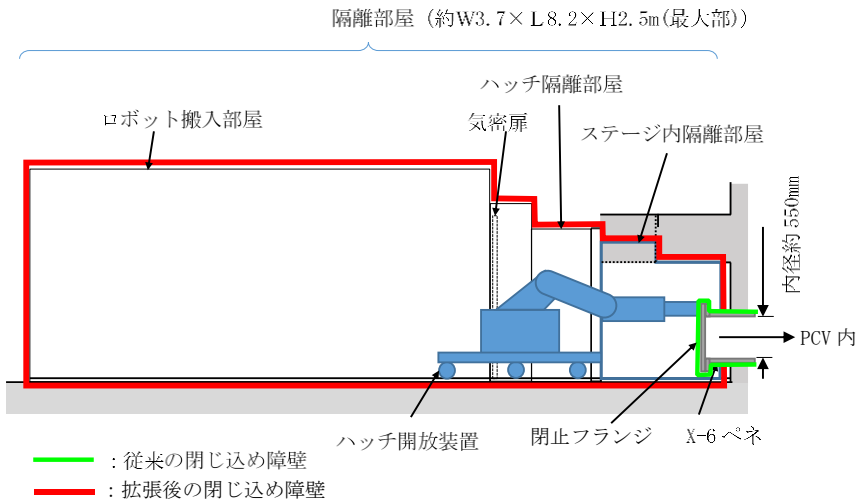 隔離部屋（約W3.7×L8.2×H2.5m(最大部)）
ハッチ隔離部屋
ロボット搬入部屋
気密扉
ステージ内隔離部屋
内径約550mm
PCV内
ハッチ開放装置
閉止フランジ
X-6ペネ
：従来の閉じ込め障壁
：拡張後の閉じ込め障壁